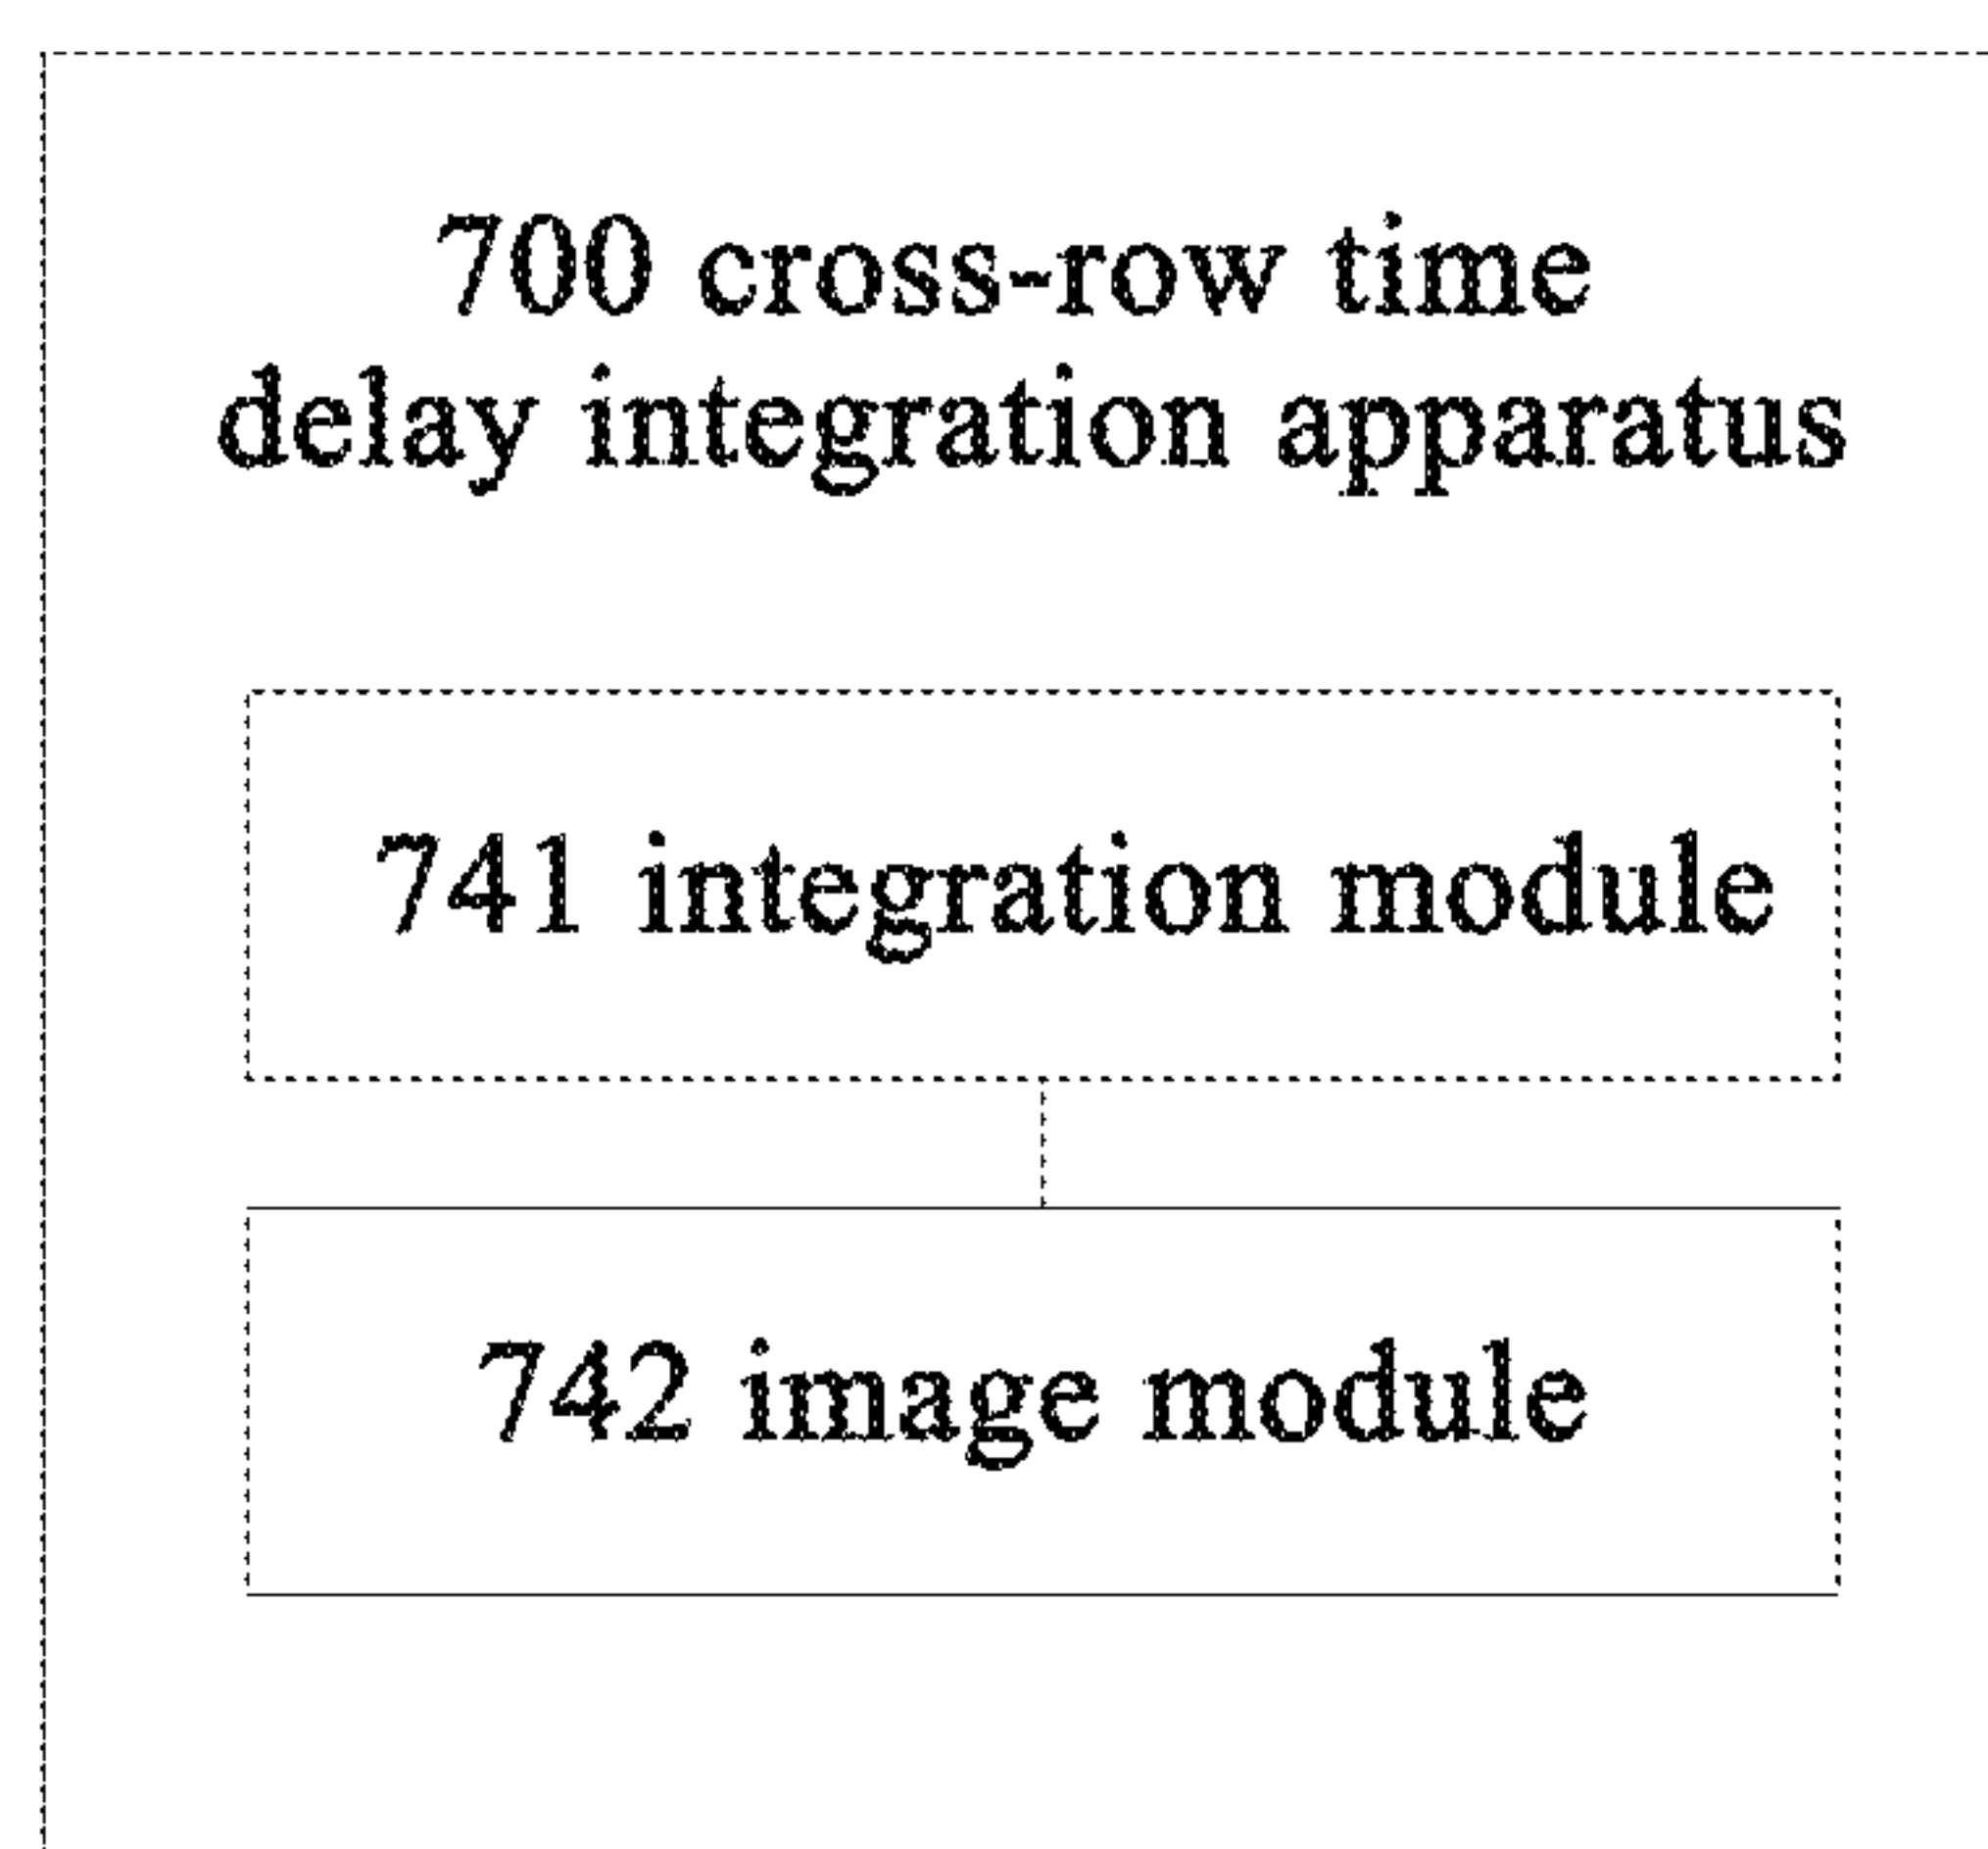 700 cross-row time
delay integration apparatus
741 integration module
742 image module